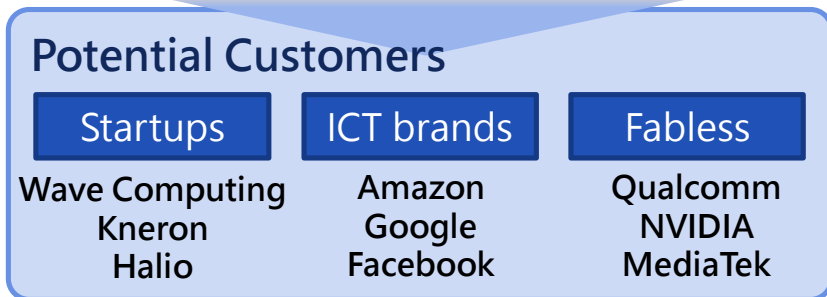 Potential Customers
Startups
Wave Computing
Kneron
Halio
ICT brands
Amazon
Google
Facebook
Fabless
Qualcomm
NVIDIA
MediaTek